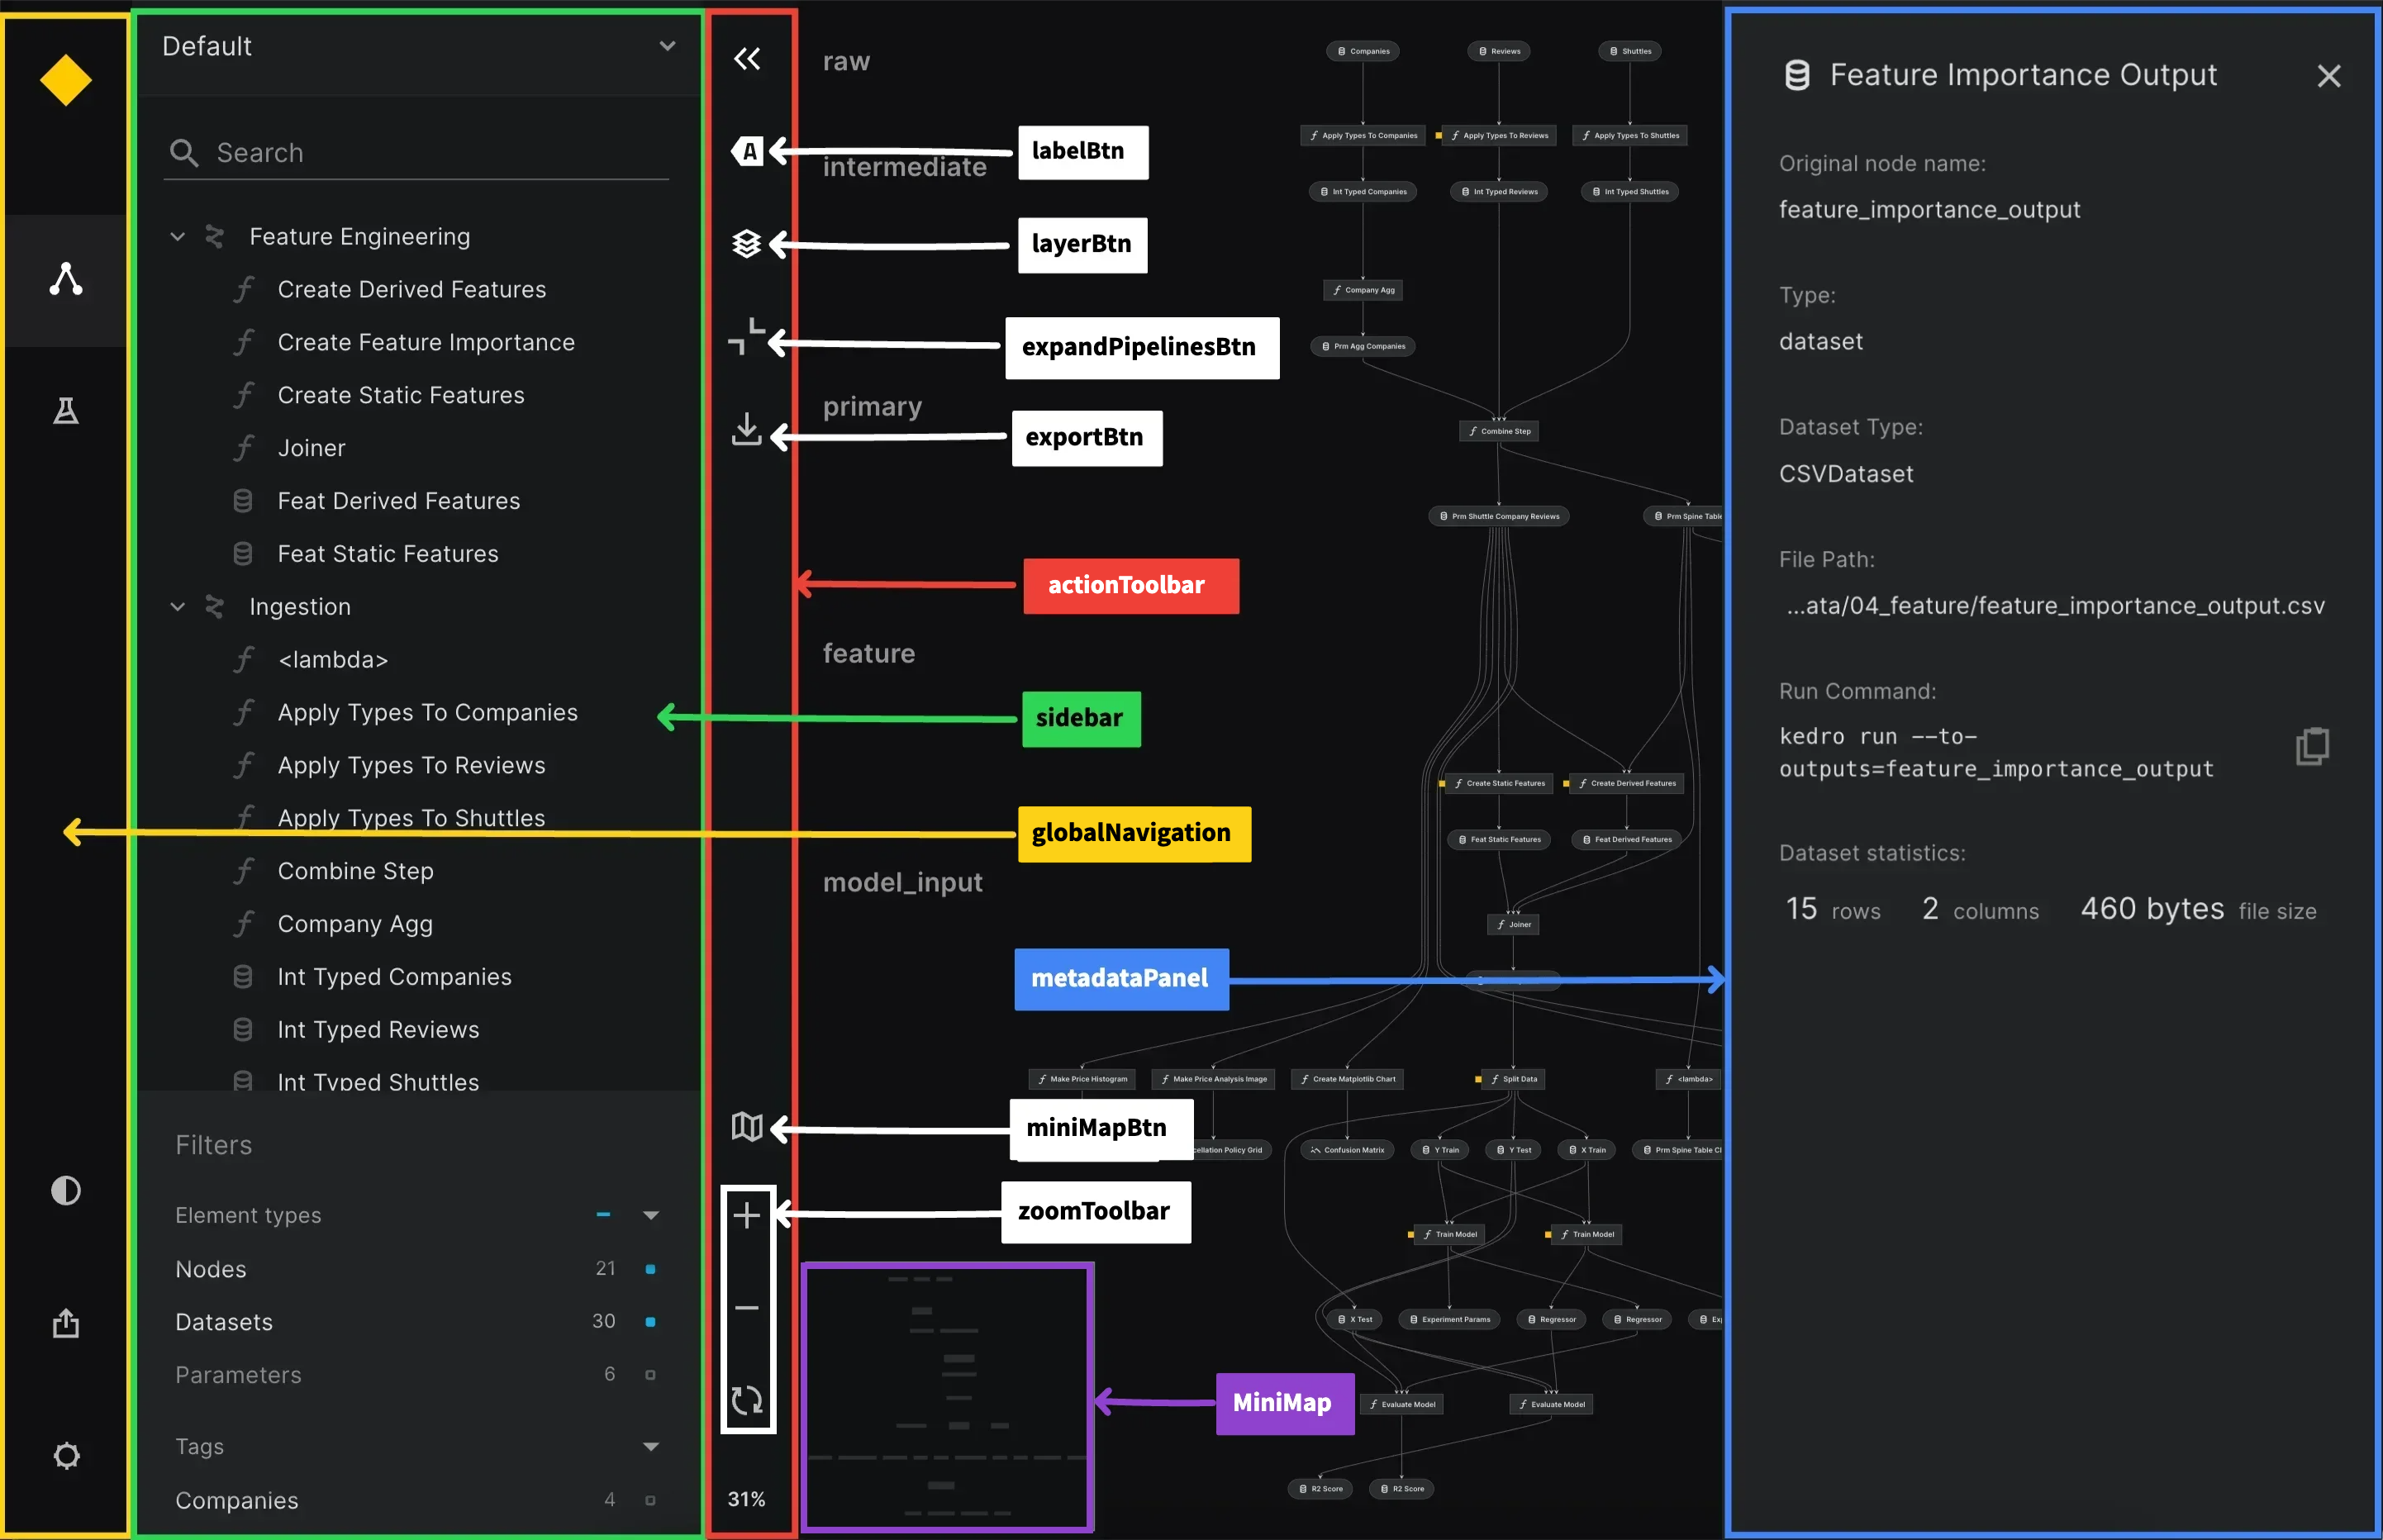 Default
Search
Feature Engineering
Create Derived Features
Create Feature Importance
Create Static Features
Joiner
Feat Derived Features
Feat Static Features
Ingestion
<lambda>
Apply Types To Companies
Apply Types To Reviews
Apply Types To Shuttles
Combine Step
Company Agg
Int Typed Companies
Int Typed Reviews
Int Typed Shuttles
Filters
Element types
Nodes 21
Datasets 30
Parameters 6
Tags
Companies 4
A
31%
raw
intermediate
primary
feature
model_input
labelBtn
layerBtn
expandPipelinesBtn
exportBtn
actionToolbar
sidebar
globalNavigation
metadataPanel
miniMapBtn
zoomToolbar
MiniMap
Companies Reviews Shuttles
Apply Types To Companies Apply Types To Reviews Apply Types To Shuttles
Int Typed Companies Int Typed Reviews Int Typed Shuttles
Company Agg
Prm Agg Companies
Combine Step
Prm Shuttle Company Reviews Prm Spine Table
Create Static Features Create Derived Features
Feat Static Features Feat Derived Features
Joiner
Make Price Histogram Make Price Analysis Image Create Matplotlib Chart Split Data <lambda>
cellation Policy Grid Confusion Matrix Y Train Y Test X Train Prm Spine Table Cl
Train Model Train Model
X Test Experiment Params Regressor Regressor Exp
Evaluate Model Evaluate Model
R2 Score R2 Score
Feature Importance Output
Original node name:
feature_importance_output
Type:
dataset
Dataset Type:
CSVDataset
File Path:
...ata/04_feature/feature_importance_output.csv
Run Command:
kedro run --to-
outputs=feature_importance_output
Dataset statistics:
15 rows 2 columns 460 bytes file size